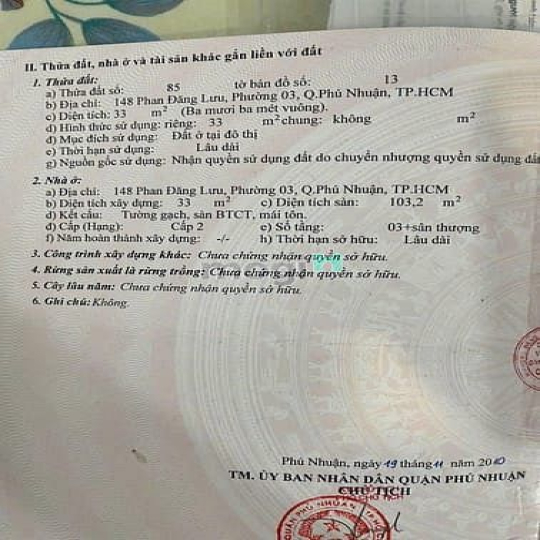 II. Thửa đất, nhà ở và tài sản khác gắn liền với đất
1. Thửa đất:
a) Thửa đất số: 85 tờ bản đồ số: 13
b) Địa chỉ: 148 Phan Đăng Lưu, Phường 03, Q.Phú Nhuận, TP.HCM
c) Diện tích: 33 m² (Ba mươi ba mét vuông).
d) Hình thức sử dụng: riêng: 33 m² chung: không m²
đ) Mục đích sử dụng: Đất ở tại đô thị
e) Thời hạn sử dụng: Lâu dài
g) Nguồn gốc sử dụng: Nhận quyền sử dụng đất do chuyển nhượng quyền sử dụng đất
2. Nhà ở:
a) Địa chỉ: 148 Phan Đăng Lưu, Phường 03, Q.Phú Nhuận, TP.HCM
b) Diện tích xây dựng: 33 m² c) Diện tích sàn: 103,2 m²
d) Kết cấu: Tường gạch, sàn BTCT, mái tôn.
đ) Cấp (Hạng): Cấp 2 e) Số tầng: 03+sân thượng
f) Năm hoàn thành xây dựng: -/- h) Thời hạn sở hữu: Lâu dài
3. Công trình xây dựng khác: Chưa chứng nhận quyền sở hữu.
4. Rừng sản xuất là rừng trồng: Chưa chứng nhận quyền sở hữu.
5. Cây lâu năm: Chưa chứng nhận quyền sở hữu.
6. Ghi chú: Không.
Phú Nhuận, ngày 19 tháng 11 năm 2010
TM. ỦY BAN NHÂN DÂN QUẬN PHÚ NHUẬN
CHỦ TỊCH
QUẬN PHÚ NHUẬN